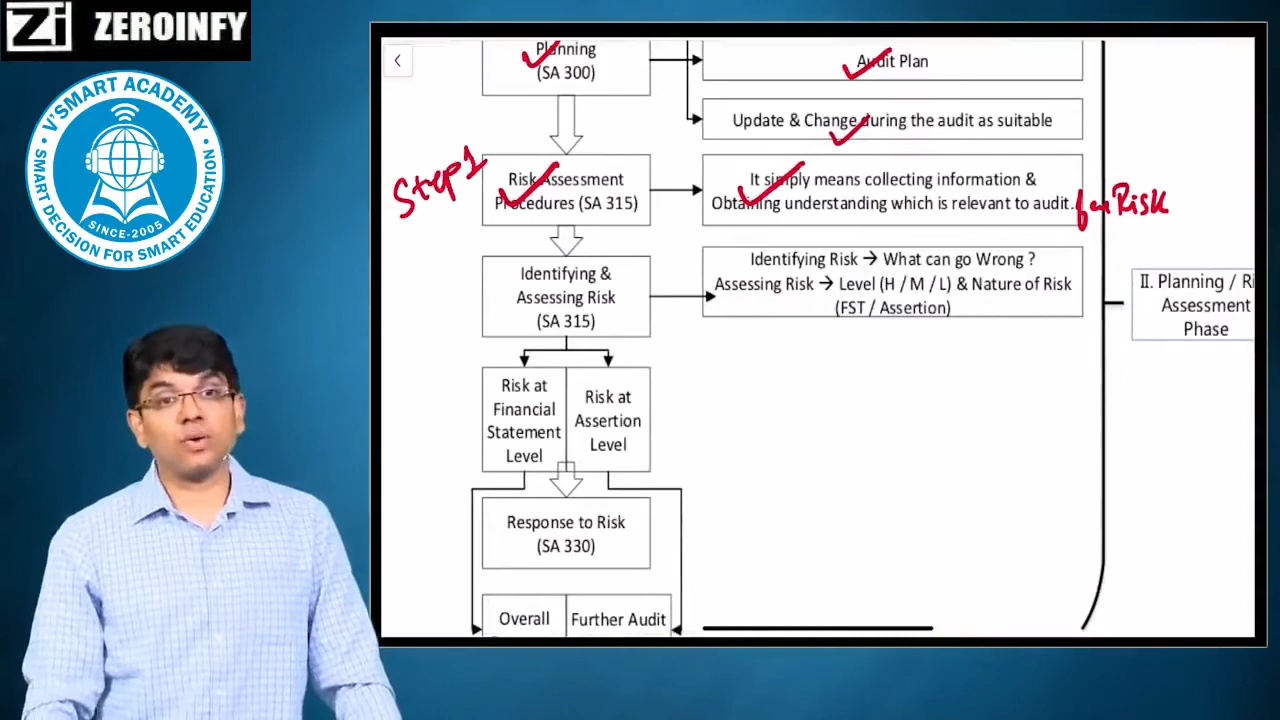 Zi ZEROINFY
V'SMART ACADEMY
SINCE-2005
SMART DECISION FOR SMART EDUCATION
Planning
(SA 300)
Audit Plan
Update & Change during the audit as suitable
Step1
Risk Assessment
Procedures (SA 315)
It simply means collecting information &
Obtaining understanding which is relevant to audit..
for Risk
Identifying &
Assessing Risk
(SA 315)
Identifying Risk → What can go Wrong ?
Assessing Risk → Level (H / M / L) & Nature of Risk
(FST / Assertion)
II. Planning / Ri
Assessment
Phase
Risk at
Financial
Statement
Level
Risk at
Assertion
Level
Response to Risk
(SA 330)
Overall
Further Audit